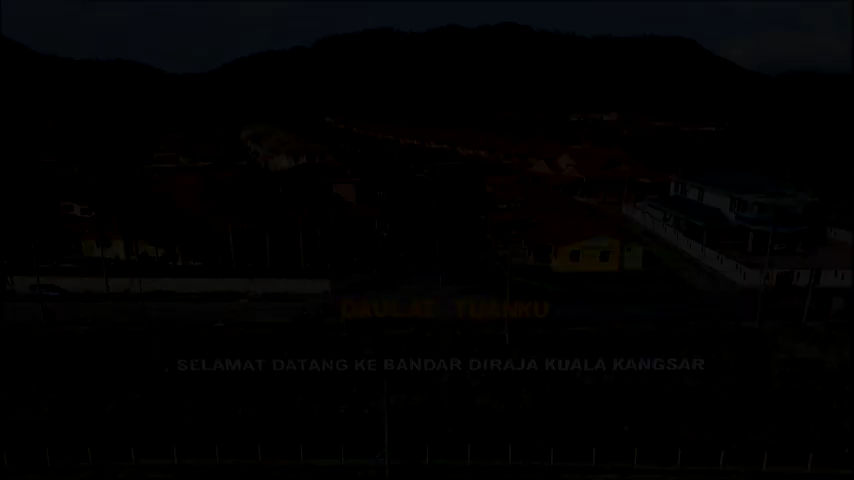 DAULAT TUANKU
SELAMAT DATANG KE BANDAR DIRAJA KUALA KANGSAR